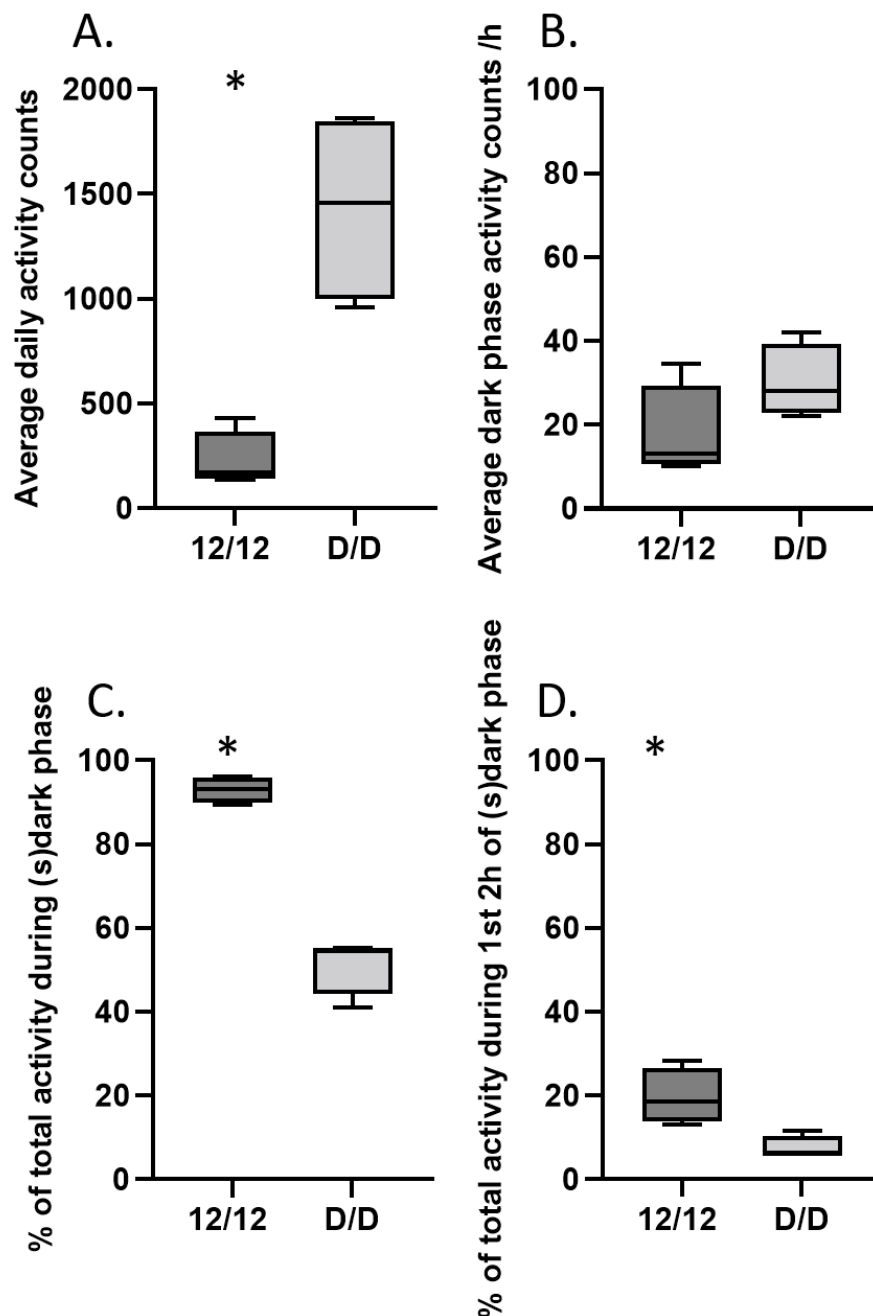 A.
*
Average daily activity counts
2000
1500
1000
500
0
12/12 D/D
B.
Average dark phase activity counts /h
100
80
60
40
20
0
12/12 D/D
C.
*
% of total activity during (s)dark phase
100
80
60
40
20
0
12/12 D/D
D.
*
% of total activity during 1st 2h of (s)dark phase
100
80
60
40
20
0
12/12 D/D